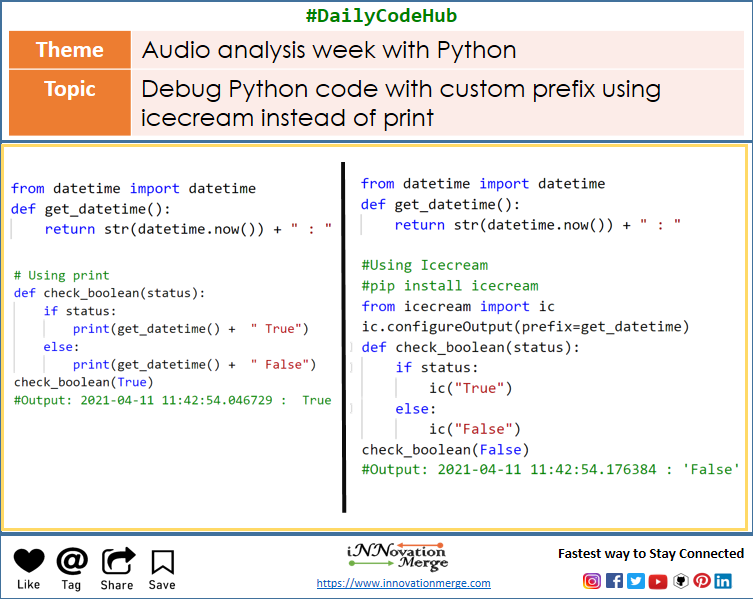 #DailyCodeHub
Theme
Audio analysis week with Python
Topic
Debug Python code with custom prefix using
icecream instead of print
from datetime import datetime
def get_datetime():
    return str(datetime.now()) + " : "
# Using print
def check_boolean(status):
    if status:
        print(get_datetime() +  " True")
    else:
        print(get_datetime() +  " False")
check_boolean(True)
#Output: 2021-04-11 11:42:54.046729 :  True
from datetime import datetime
def get_datetime():
    return str(datetime.now()) + " : "
#Using Icecream
#pip install icecream
from icecream import ic
ic.configureOutput(prefix=get_datetime)
def check_boolean(status):
    if status:
        ic("True")
    else:
        ic("False")
check_boolean(False)
#Output: 2021-04-11 11:42:54.176384 : 'False'
Like
Tag
Share
Save
iNNovation
Merge
https://www.innovationmerge.com
Fastest way to Stay Connected